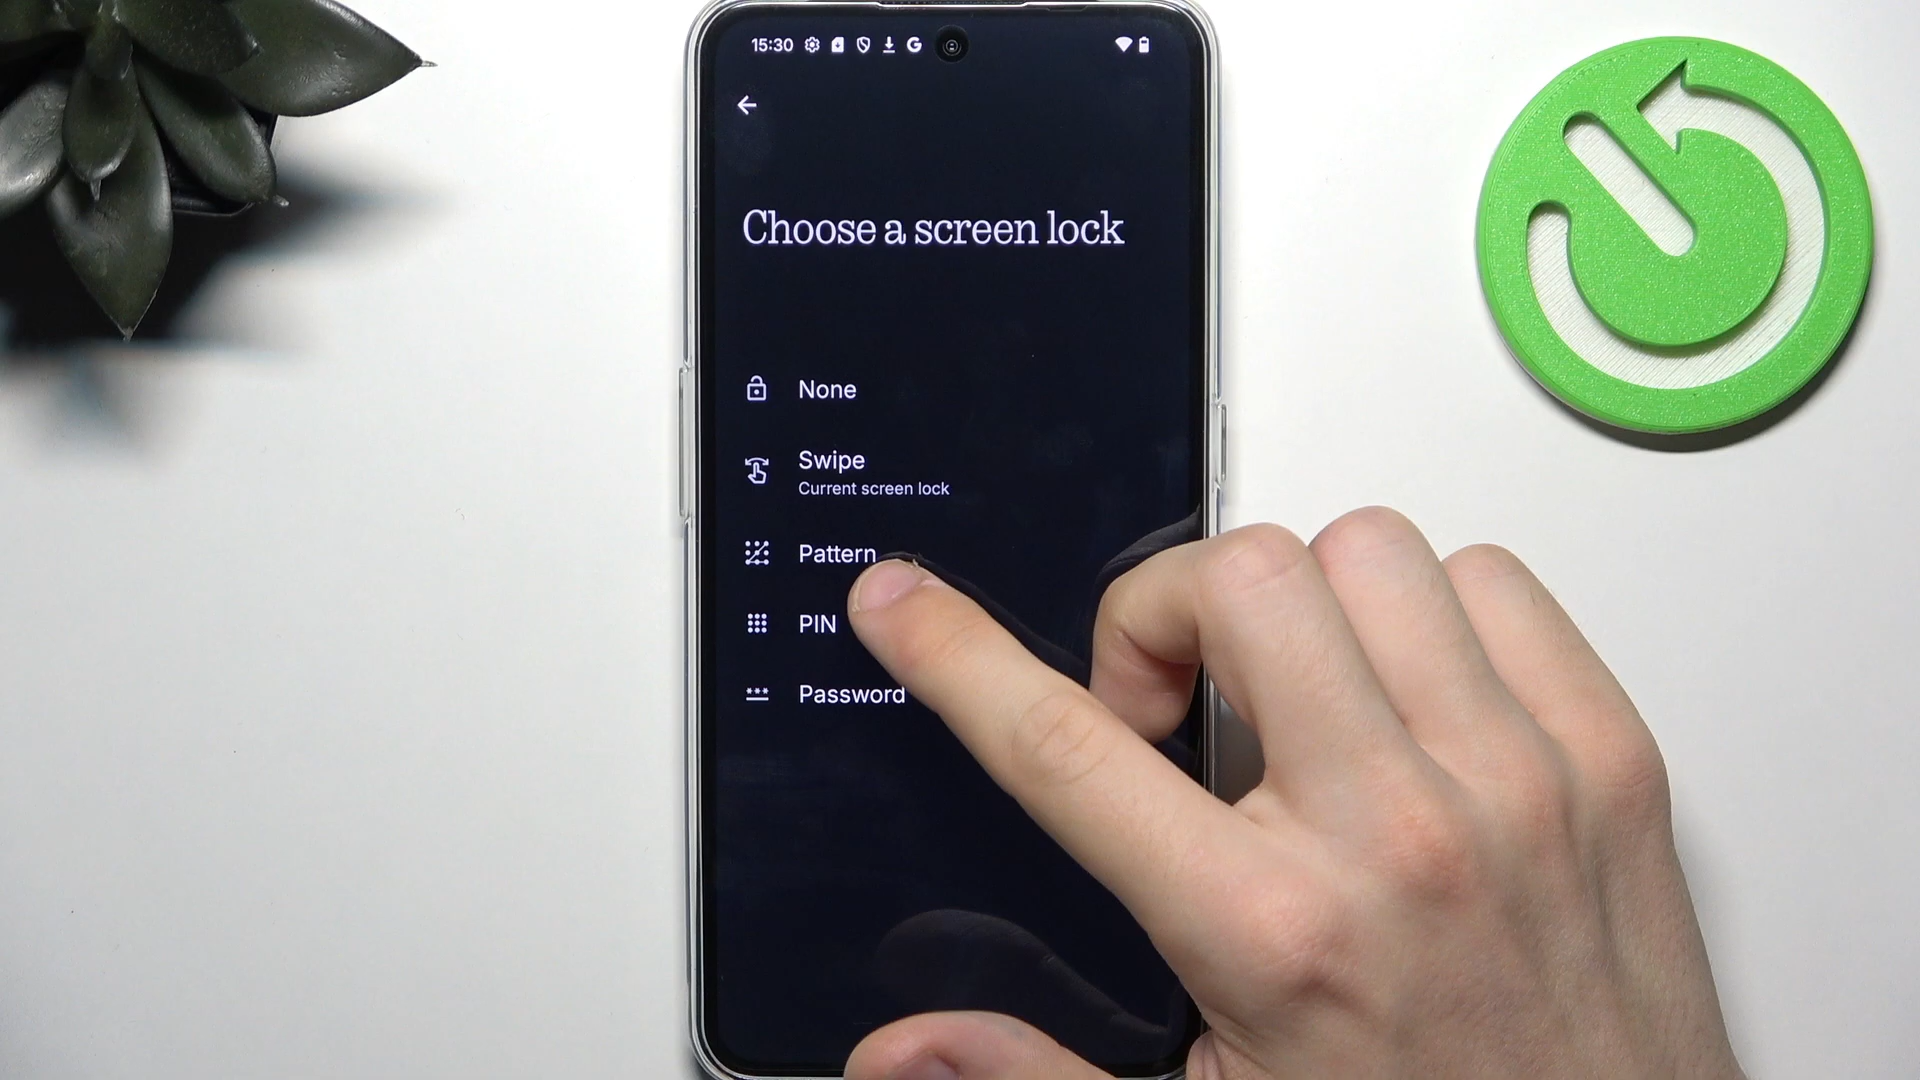 15:30
Choose a screen lock
None
Swipe
Current screen lock
Pattern
PIN
Password